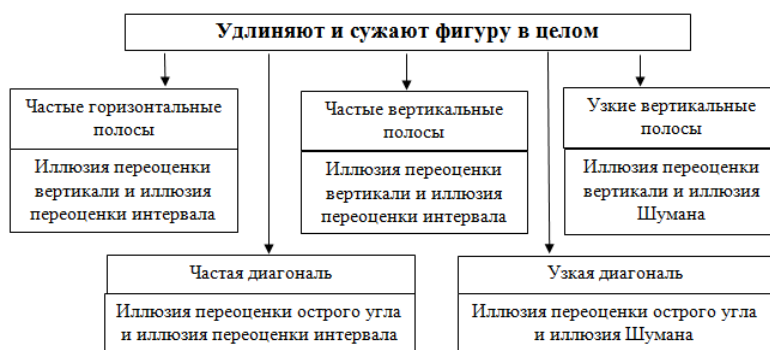 Удлиняют и сужают фигуру в целом
Частые горизонтальные
полосы
Иллюзия переоценки
вертикали и иллюзия
переоценки интервала
Частые вертикальные
полосы
Иллюзия переоценки
вертикали и иллюзия
переоценки интервала
Узкие вертикальные
полосы
Иллюзия переоценки
вертикали и иллюзия
Шумана
Частая диагональ
Иллюзия переоценки острого угла
и иллюзия переоценки интервала
Узкая диагональ
Иллюзия переоценки острого угла
и иллюзия Шумана